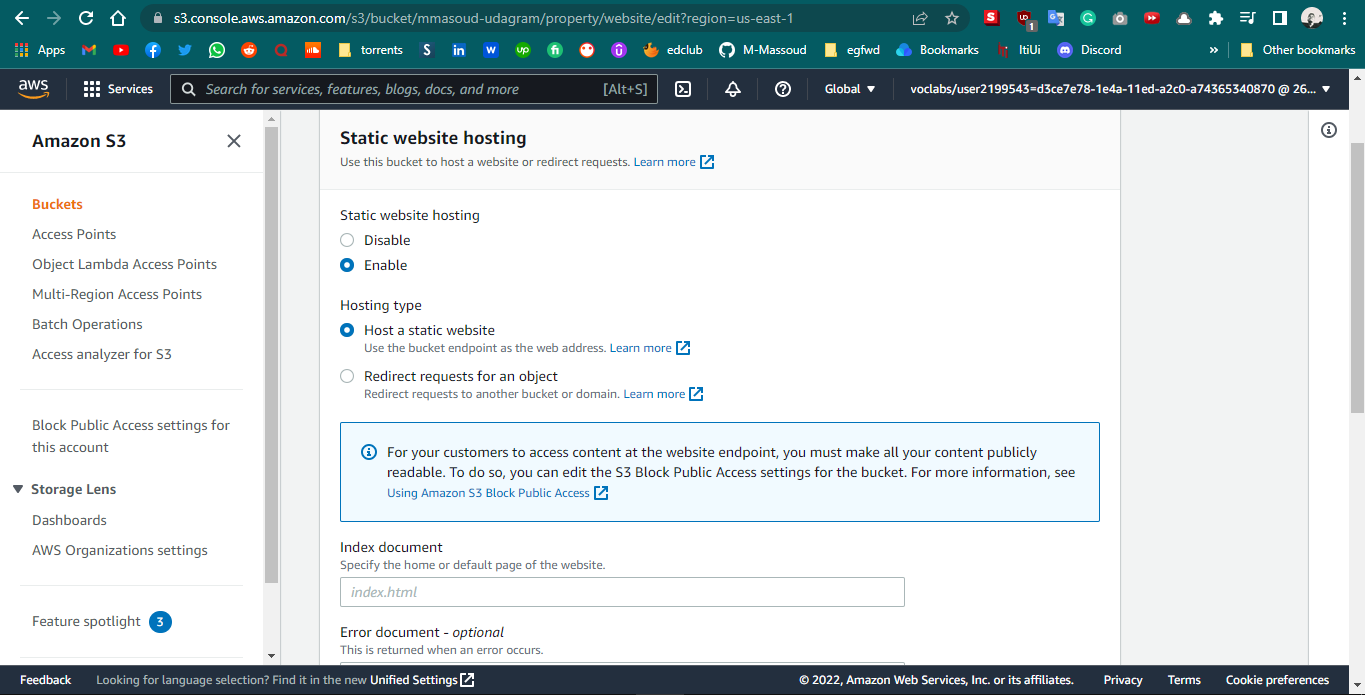 s3.console.aws.amazon.com/s3/bucket/mmasoud-udagram/property/website/edit?region=us-east-1
S
1
Apps
torrents
S
in
W
up
fi
edclub
M-Massoud
egfwd
Bookmarks
ItiUi
Discord
»
Other bookmarks
aws
Services
Search for services, features, blogs, docs, and more
[Alt+S]
Global
voclabs/user2199543=d3ce7e78-1e4a-11ed-a2c0-a74365340870 @ 26...
Amazon S3
Buckets
Access Points
Object Lambda Access Points
Multi-Region Access Points
Batch Operations
Access analyzer for S3
Block Public Access settings for
this account
Storage Lens
Dashboards
AWS Organizations settings
Feature spotlight 3
Static website hosting
Use this bucket to host a website or redirect requests. Learn more
Static website hosting
Disable
Enable
Hosting type
Host a static website
Use the bucket endpoint as the web address. Learn more
Redirect requests for an object
Redirect requests to another bucket or domain. Learn more
For your customers to access content at the website endpoint, you must make all your content publicly
readable. To do so, you can edit the S3 Block Public Access settings for the bucket. For more information, see
Using Amazon S3 Block Public Access
Index document
Specify the home or default page of the website.
index.html
Error document - optional
This is returned when an error occurs.
Feedback
Looking for language selection? Find it in the new Unified Settings
© 2022, Amazon Web Services, Inc. or its affiliates.
Privacy
Terms
Cookie preferences